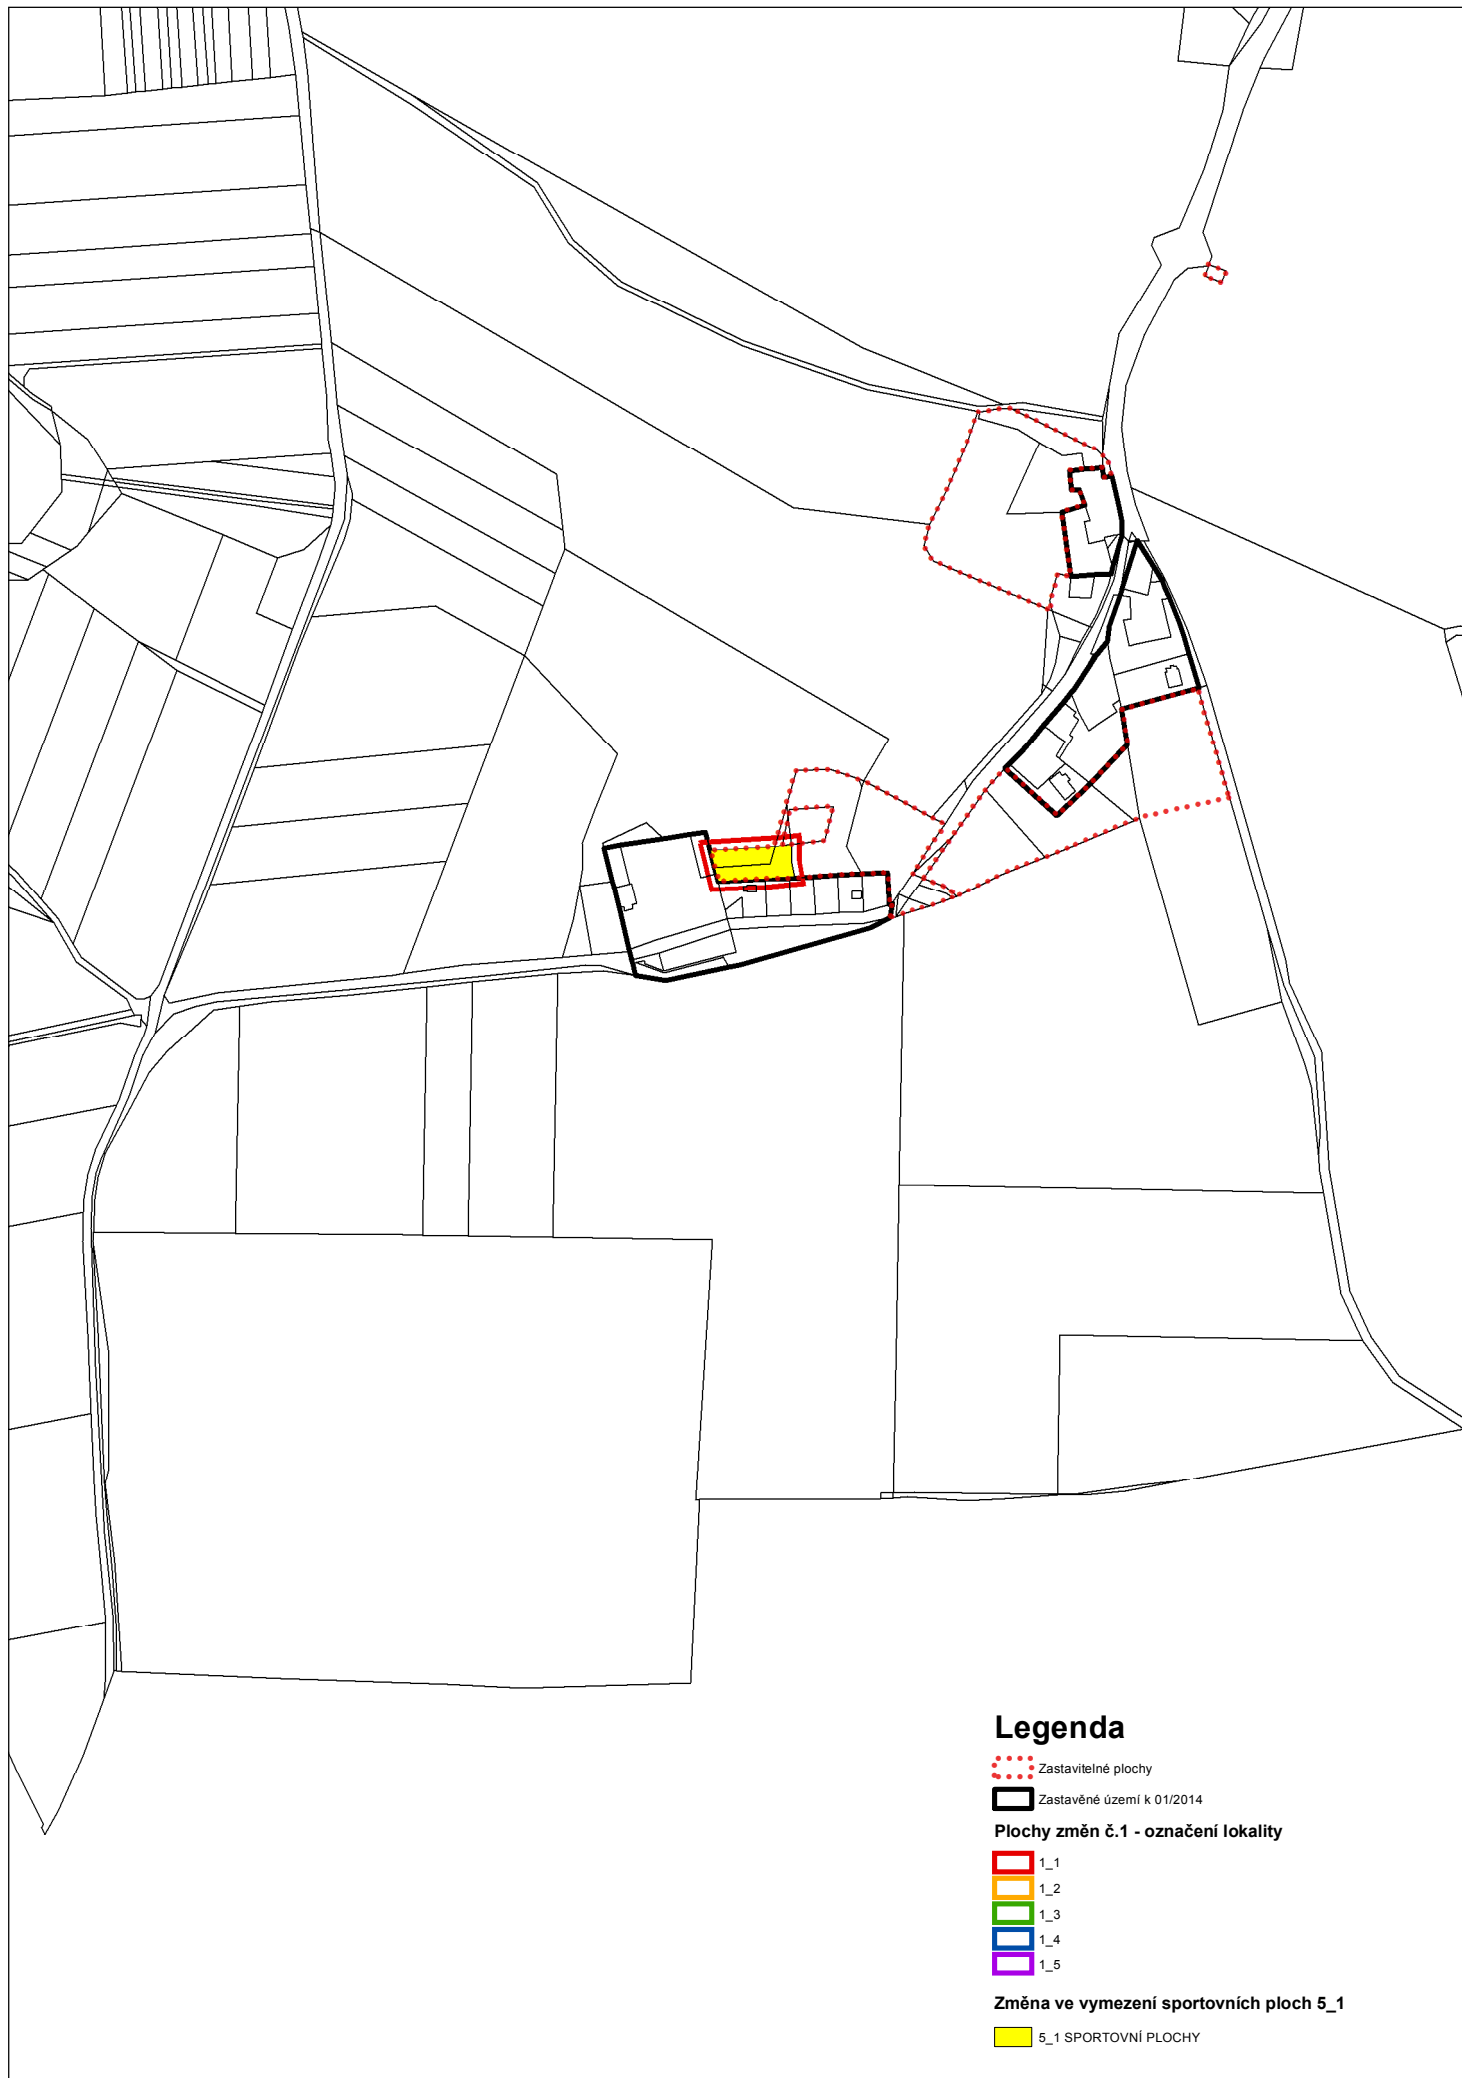 Legenda
Zastavitelné plochy
Zastavěné území k 01/2014
Plochy změn č.1 - označení lokality
1_1
1_2
1_3
1_4
1_5
Změna ve vymezení sportovních ploch 5_1
5_1 SPORTOVNÍ PLOCHY